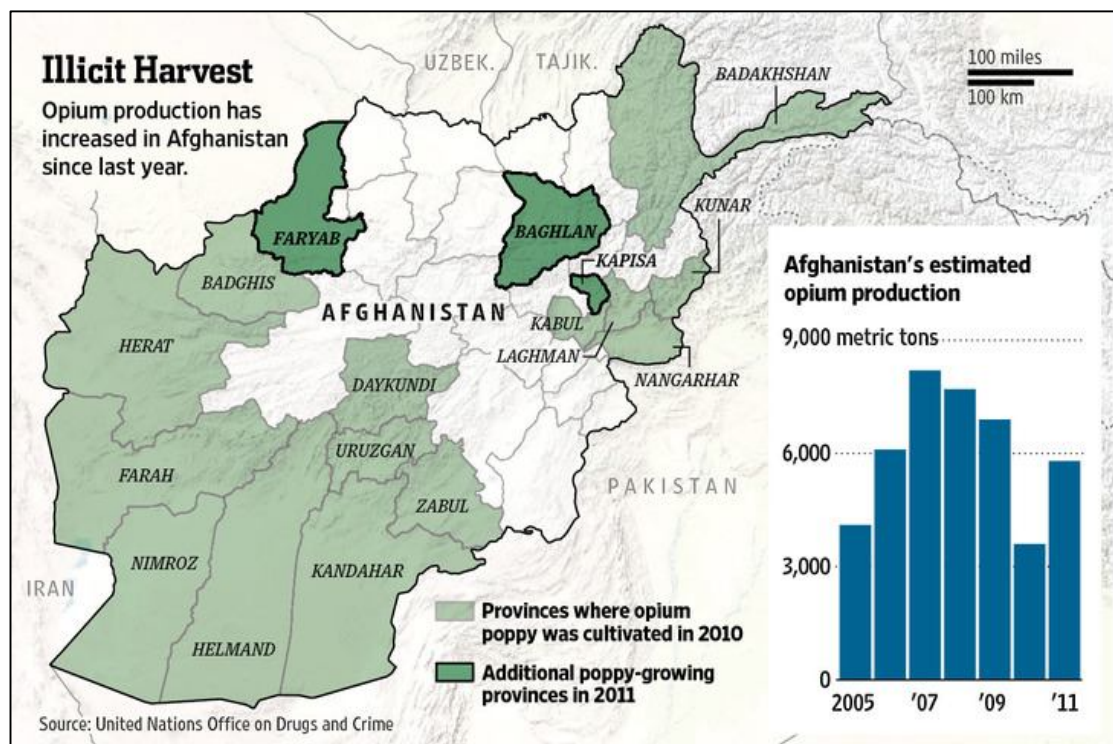 Illicit Harvest
Opium production has
increased in Afghanistan
since last year.
UZBEK.
TAJIK.
BADAKHSHAN
100 miles
100 km
KUNAR
FARYAB
BAGHLAN
KAPISA
BADGHIS
AFGHANISTAN
KABUL
HERAT
LAGHMAN
NANGARHAR
DAYKUNDI
URUZGAN
FARAH
ZABUL
PAKISTAN
NIMROZ
KANDAHAR
IRAN
HELMAND
Provinces where opium
poppy was cultivated in 2010
Additional poppy-growing
provinces in 2011
Source: United Nations Office on Drugs and Crime
Afghanistan's estimated
opium production
9,000 metric tons
6,000
3,000
0
2005 '07 '09 '11